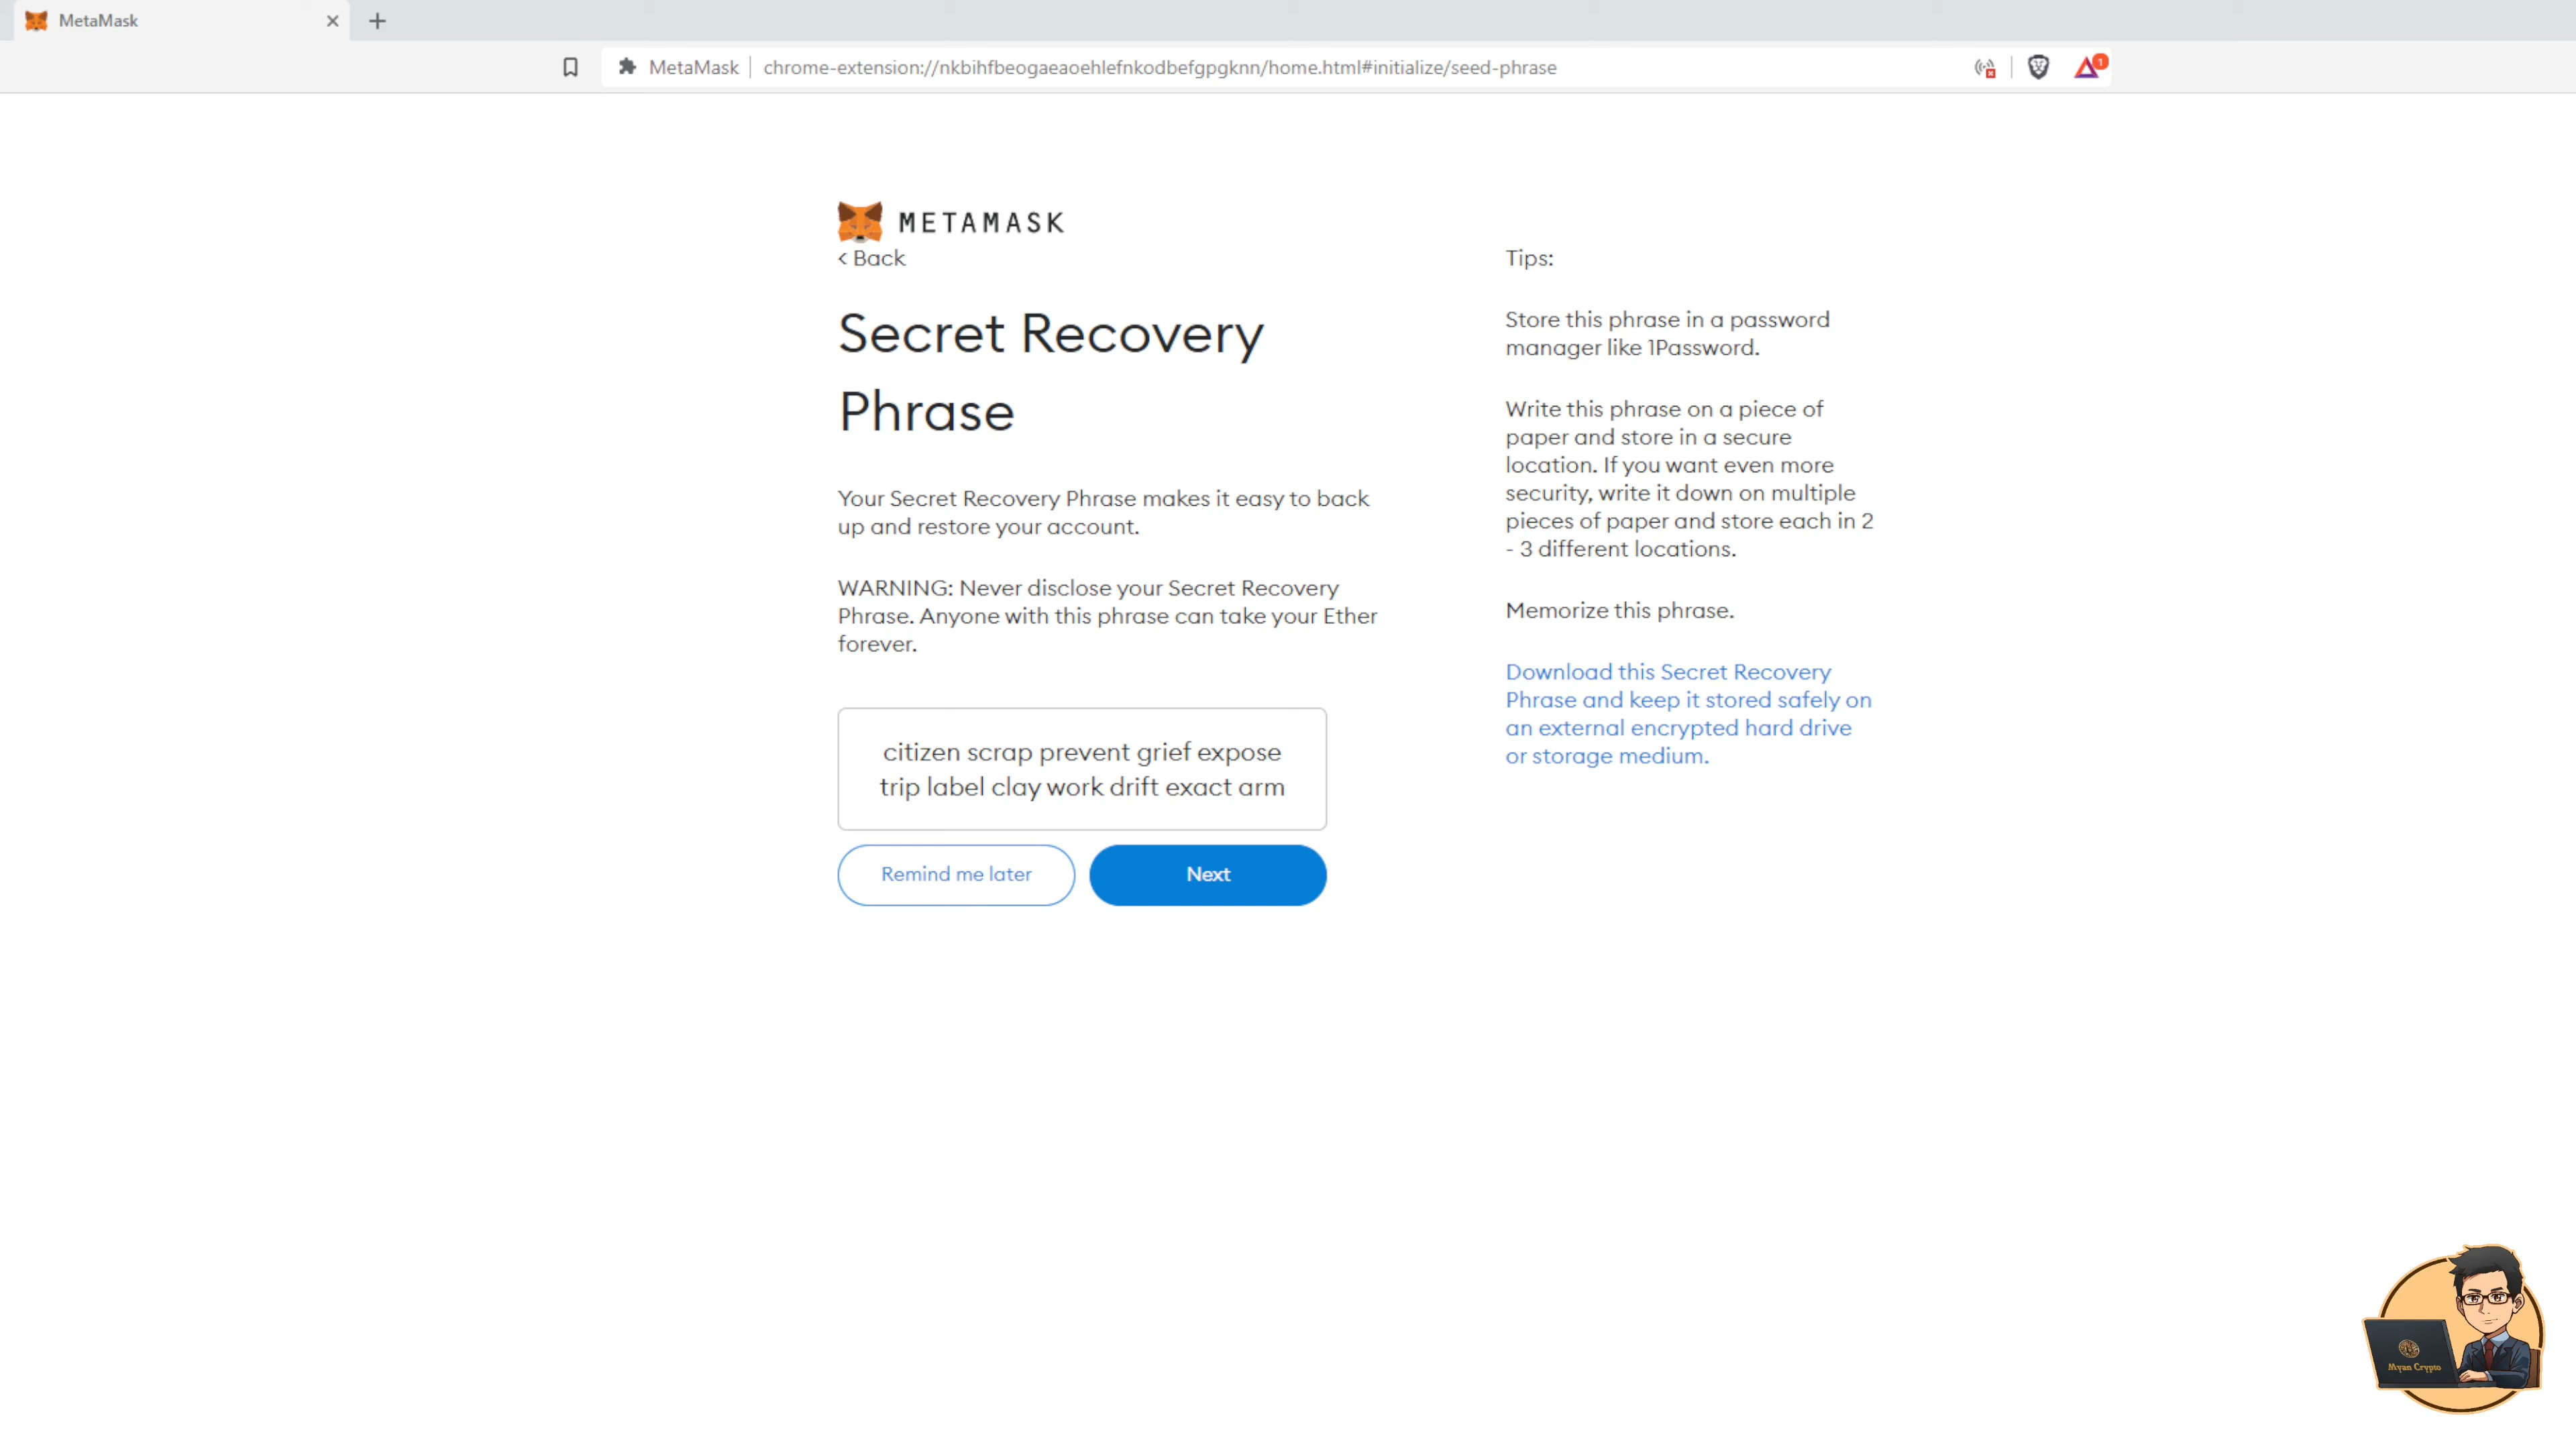 MetaMask
MetaMask chrome-extension://nkbihfbeogaeaoehlefnkodbefgpgknn/home.html#initialize/seed-phrase
1
METAMASK
< Back
Secret Recovery
Phrase
Your Secret Recovery Phrase makes it easy to back
up and restore your account.
WARNING: Never disclose your Secret Recovery
Phrase. Anyone with this phrase can take your Ether
forever.
citizen scrap prevent grief expose
trip label clay work drift exact arm
Remind me later
Next
Tips:
Store this phrase in a password
manager like 1Password.
Write this phrase on a piece of
paper and store in a secure
location. If you want even more
security, write it down on multiple
pieces of paper and store each in 2
- 3 different locations.
Memorize this phrase.
Download this Secret Recovery
Phrase and keep it stored safely on
an external encrypted hard drive
or storage medium.
Myan Crypto